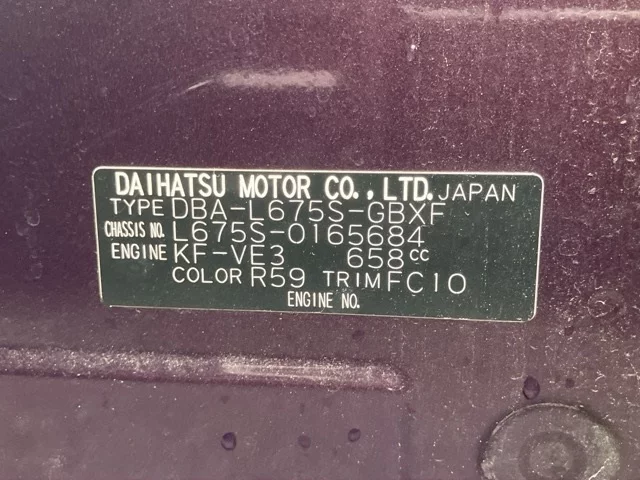 DAIHATSU MOTOR CO., LTD. JAPAN
TYPE DBA-L675S-GBXF
CHASSIS NO. L675S-0165684
ENGINE KF-VE3 658cc
COLOR R59 TRIM FC10
ENGINE NO.